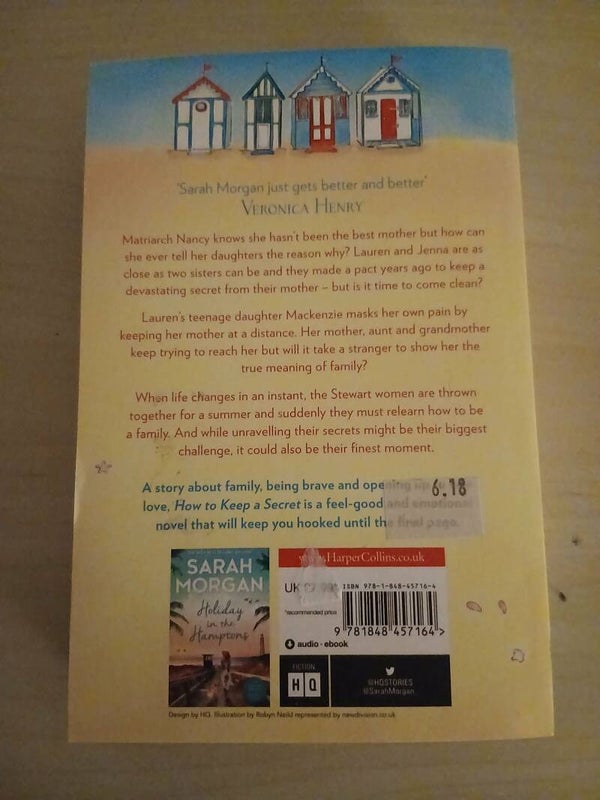 'Sarah Morgan just gets better and better'
VERONICA HENRY
Matriarch Nancy knows she hasn't been the best mother but how can
she ever tell her daughters the reason why? Lauren and Jenna are as
close as two sisters can be and they made a pact years ago to keep a
devastating secret from their mother – but is it time to come clean?
Lauren's teenage daughter Mackenzie masks her own pain by
keeping her mother at a distance. Her mother, aunt and grandmother
keep trying to reach her but will it take a stranger to show her the
true meaning of family?
When life changes in an instant, the Stewart women are thrown
together for a summer and suddenly they must relearn how to be
a family. And while unravelling their secrets might be their biggest
challenge, it could also be their finest moment.
A story about family, being brave and opening up
6.18
love, How to Keep a Secret is a feel-good and emotional
novel that will keep you hooked until the final page.
SARAH
MORGAN
Holiday
in the
Hamptons
HarperCollins.co.uk
UK £7.99*
ISBN 978-1-848-45716-4
*recommended price
9 781848 457164 >
audio · ebook
FICTION
HQ
@HQSTORIES
@SarahMorgan
Design by HQ. Illustration by Robyn Neild represented by newdivision.co.uk